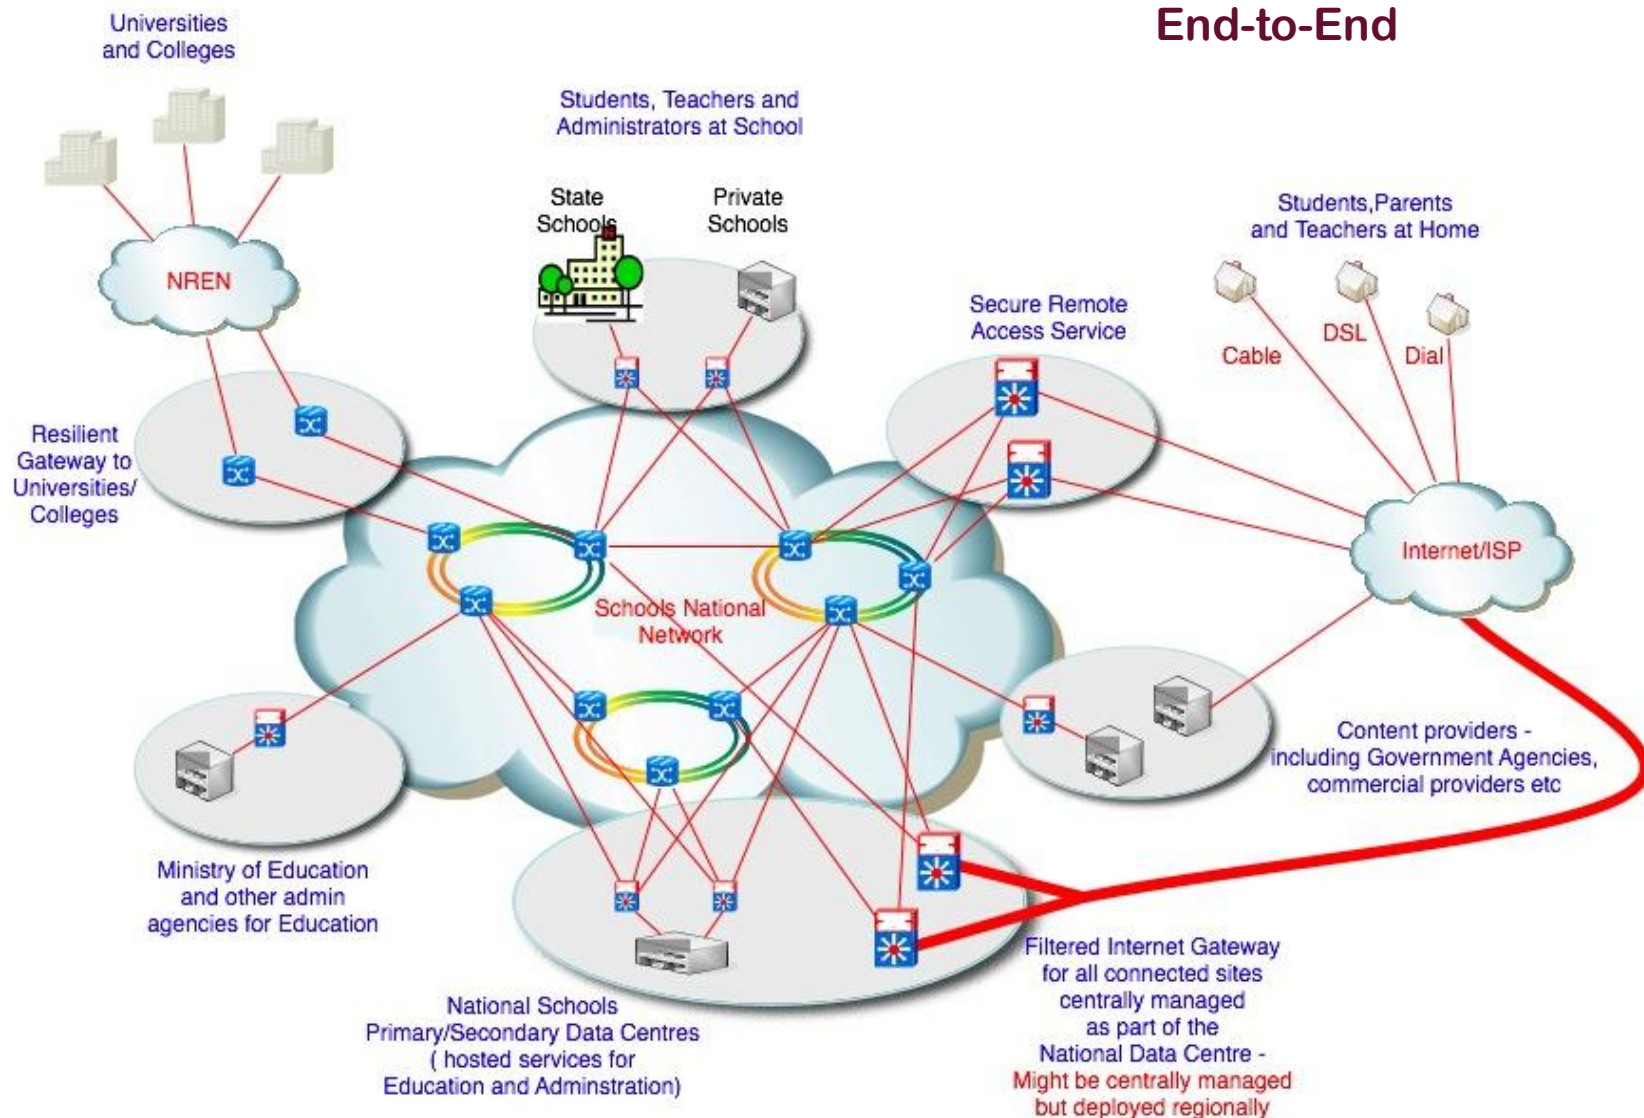 End-to-End
Universities
and Colleges
Students, Teachers and
Administrators at School
State
Schools
Private
Schools
Students,Parents
and Teachers at Home
NREN
Secure Remote
Access Service
Cable
DSL
Dial
Resilient
Gateway to
Universities/
Colleges
Internet/ISP
Schools National
Network
Content providers -
including Government Agencies,
commercial providers etc
Ministry of Education
and other admin
agencies for Education
Filtered Internet Gateway
for all connected sites
centrally managed
as part of the
National Data Centre -
Might be centrally managed
but deployed regionally
National Schools
Primary/Secondary Data Centres
( hosted services for
Education and Adminstration)